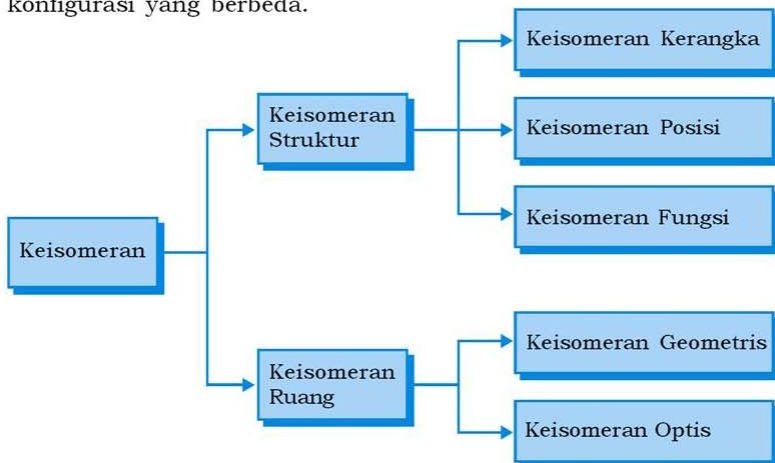 konfigurasi yang berbeda.
Keisomeran
Keisomeran
Struktur
Keisomeran Kerangka
Keisomeran Posisi
Keisomeran Fungsi
Keisomeran
Ruang
Keisomeran Geometris
Keisomeran Optis